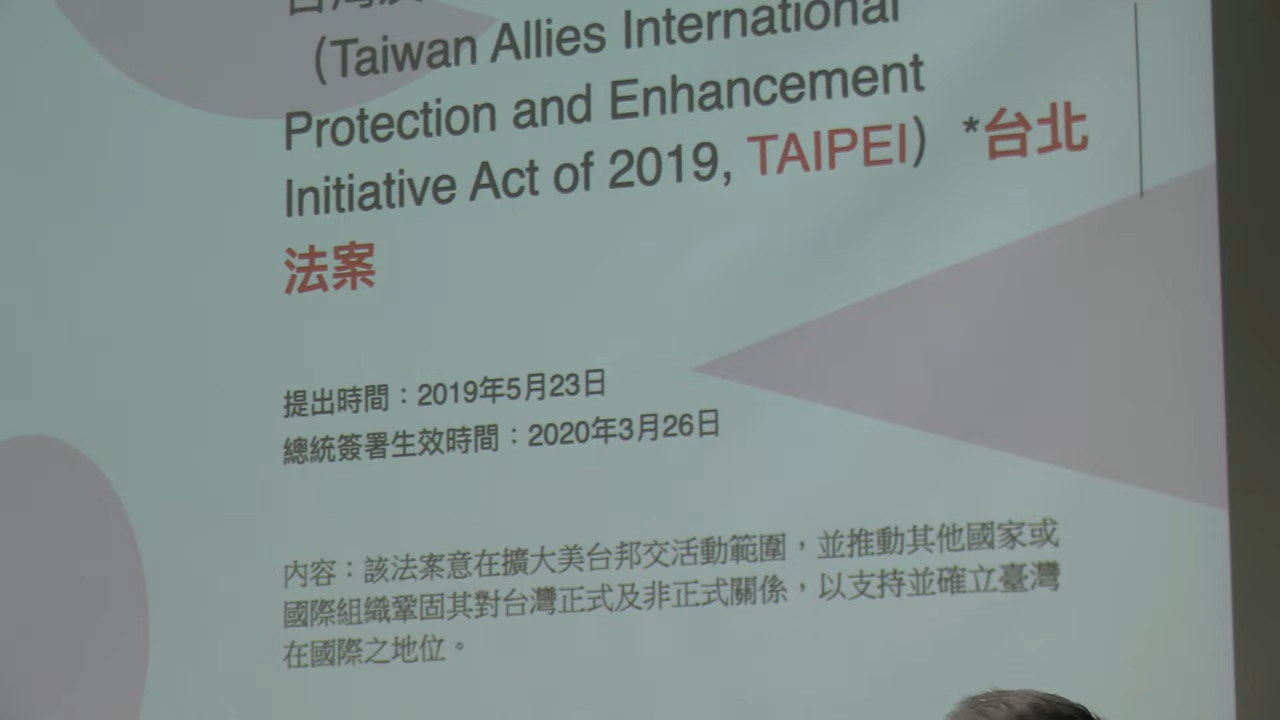 (Taiwan Allies International
Protection and Enhancement
Initiative Act of 2019, TAIPEI) *台北
法案
提出時間：2019年5月23日
總統簽署生效時間：2020年3月26日
內容：該法案意在擴大美台邦交活動範圍，並推動其他國家或
國際組織鞏固其對台灣正式及非正式關係，以支持並確立臺灣
在國際之地位。